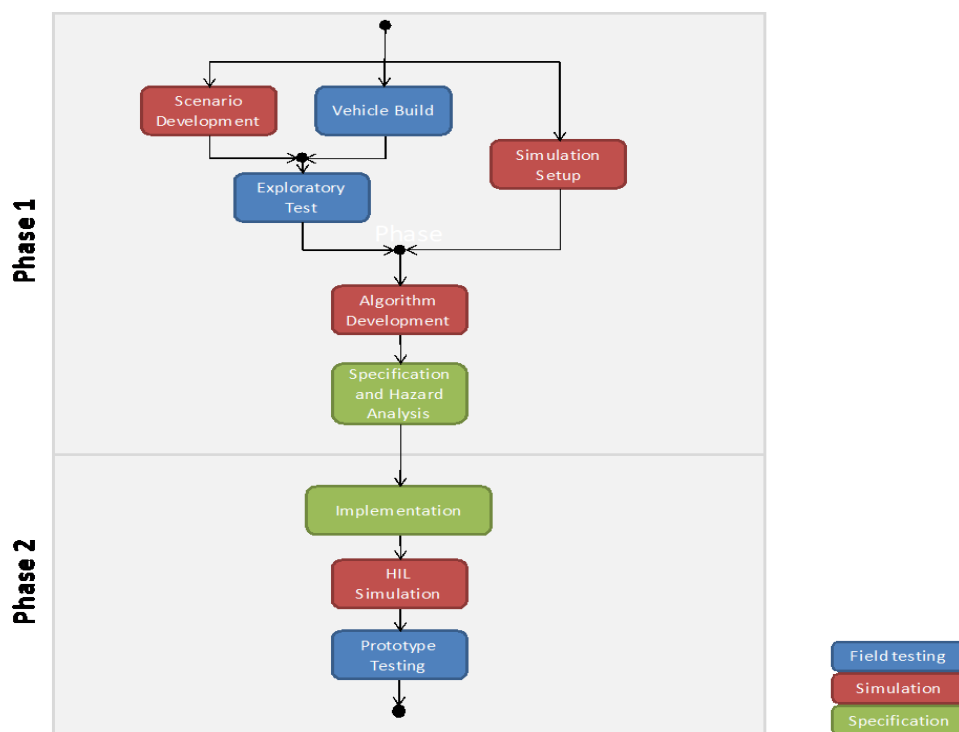 Scenario
Development
Vehicle Build
Simulation
Setup
Exploratory
Test
Phase
Phase 1
Algorithm
Development
Specification
and Hazard
Analysis
Implementation
Phase 2
HIL
Simulation
Prototype
Testing
Field testing
Simulation
Specification